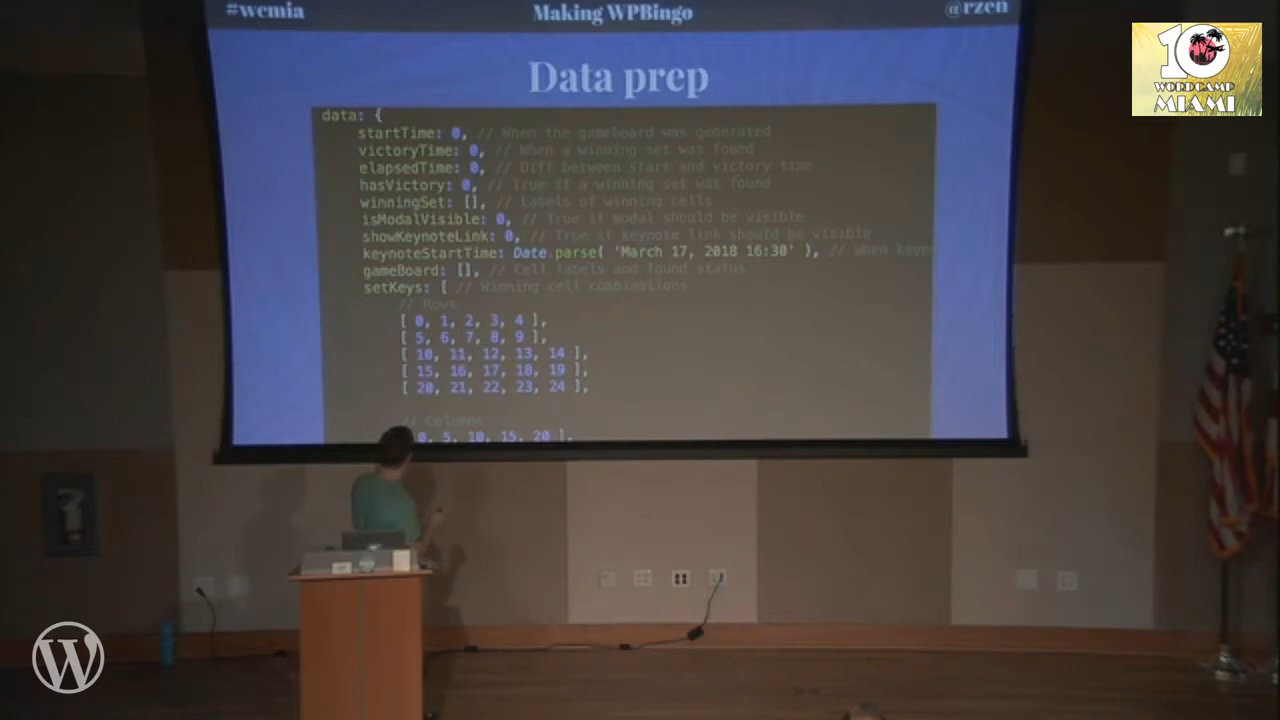 #wcmia
Making WPBingo
@rzen
10
WORDCAMP
MIAMI
Data prep
data: {
startTime: 0, // When the gameboard was generated
victoryTime: 0, // When a winning set was found
elapsedTime: 0, // Diff between start and victory time
hasVictory: 0, // True if a winning set was found
winningSet: [], // Labels of winning cells
isModalVisible: 0, // True if modal should be visible
showKeynoteLink: 0, // True if keynote link should be visible
keynoteStartTime: Date.parse( 'March 17, 2018 16:30' ), // When keyn
gameBoard: [], // Cell labels and found status
setKeys: [ // Winning cell combinations
// Rows
[ 0, 1, 2, 3, 4 ],
[ 5, 6, 7, 8, 9 ],
[ 10, 11, 12, 13, 14 ],
[ 15, 16, 17, 18, 19 ],
[ 20, 21, 22, 23, 24 ],
// Columns
0, 5, 10, 15, 20 ],
W